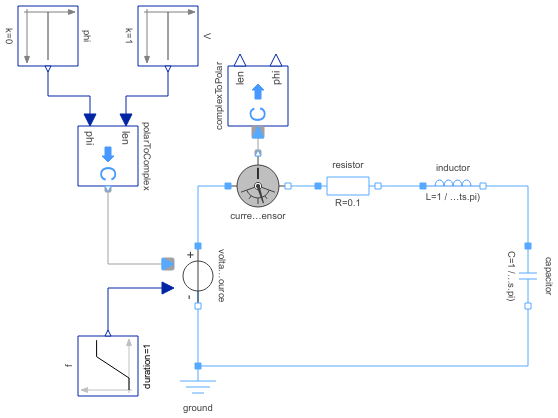 k=0
phi
k=1
V
complexToPolar
len
phi
C
phi
len
C
polarToComplex
curre...ensor
resistor
R=0.1
inductor
L=1 / ...ts.pi)
C=1 /...s.pi)
capacitor
+
-
volta...ource
f
duration=1
ground